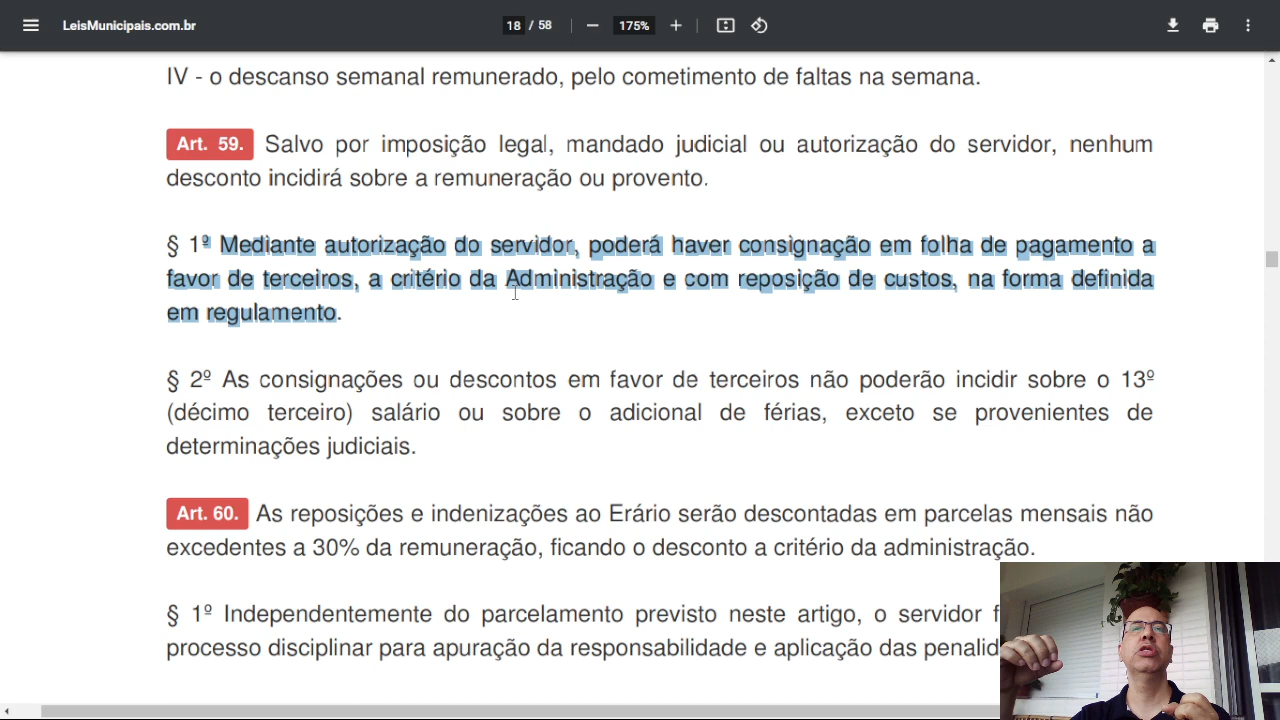 LeisMunicipais.com.br
18 / 58
175%
IV - o descanso semanal remunerado, pelo cometimento de faltas na semana.
Art. 59. Salvo por imposição legal, mandado judicial ou autorização do servidor, nenhum
desconto incidirá sobre a remuneração ou provento.
§ 1º Mediante autorização do servidor, poderá haver consignação em folha de pagamento a
favor de terceiros, a critério da Administração e com reposição de custos, na forma definida
em regulamento.
§ 2º As consignações ou descontos em favor de terceiros não poderão incidir sobre o 13º
(décimo terceiro) salário ou sobre o adicional de férias, exceto se provenientes de
determinações judiciais.
Art. 60. As reposições e indenizações ao Erário serão descontadas em parcelas mensais não
excedentes a 30% da remuneração, ficando o desconto a critério da administração.
§ 1º Independentemente do parcelamento previsto neste artigo, o servidor
processo disciplinar para apuração da responsabilidade e aplicação das